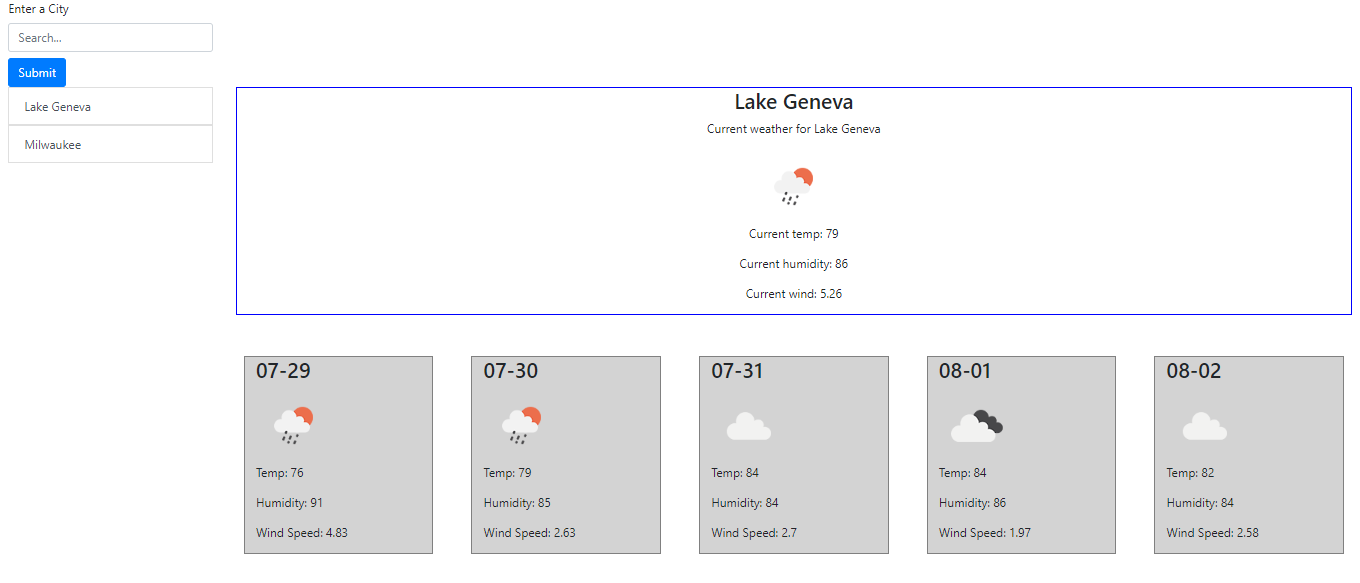 Enter a City
Search...
Submit
Lake Geneva
Milwaukee
Lake Geneva
Current weather for Lake Geneva
Current temp: 79
Current humidity: 86
Current wind: 5.26
07-29
Temp: 76
Humidity: 91
Wind Speed: 4.83
07-30
Temp: 79
Humidity: 85
Wind Speed: 2.63
07-31
Temp: 84
Humidity: 84
Wind Speed: 2.7
08-01
Temp: 84
Humidity: 86
Wind Speed: 1.97
08-02
Temp: 82
Humidity: 84
Wind Speed: 2.58